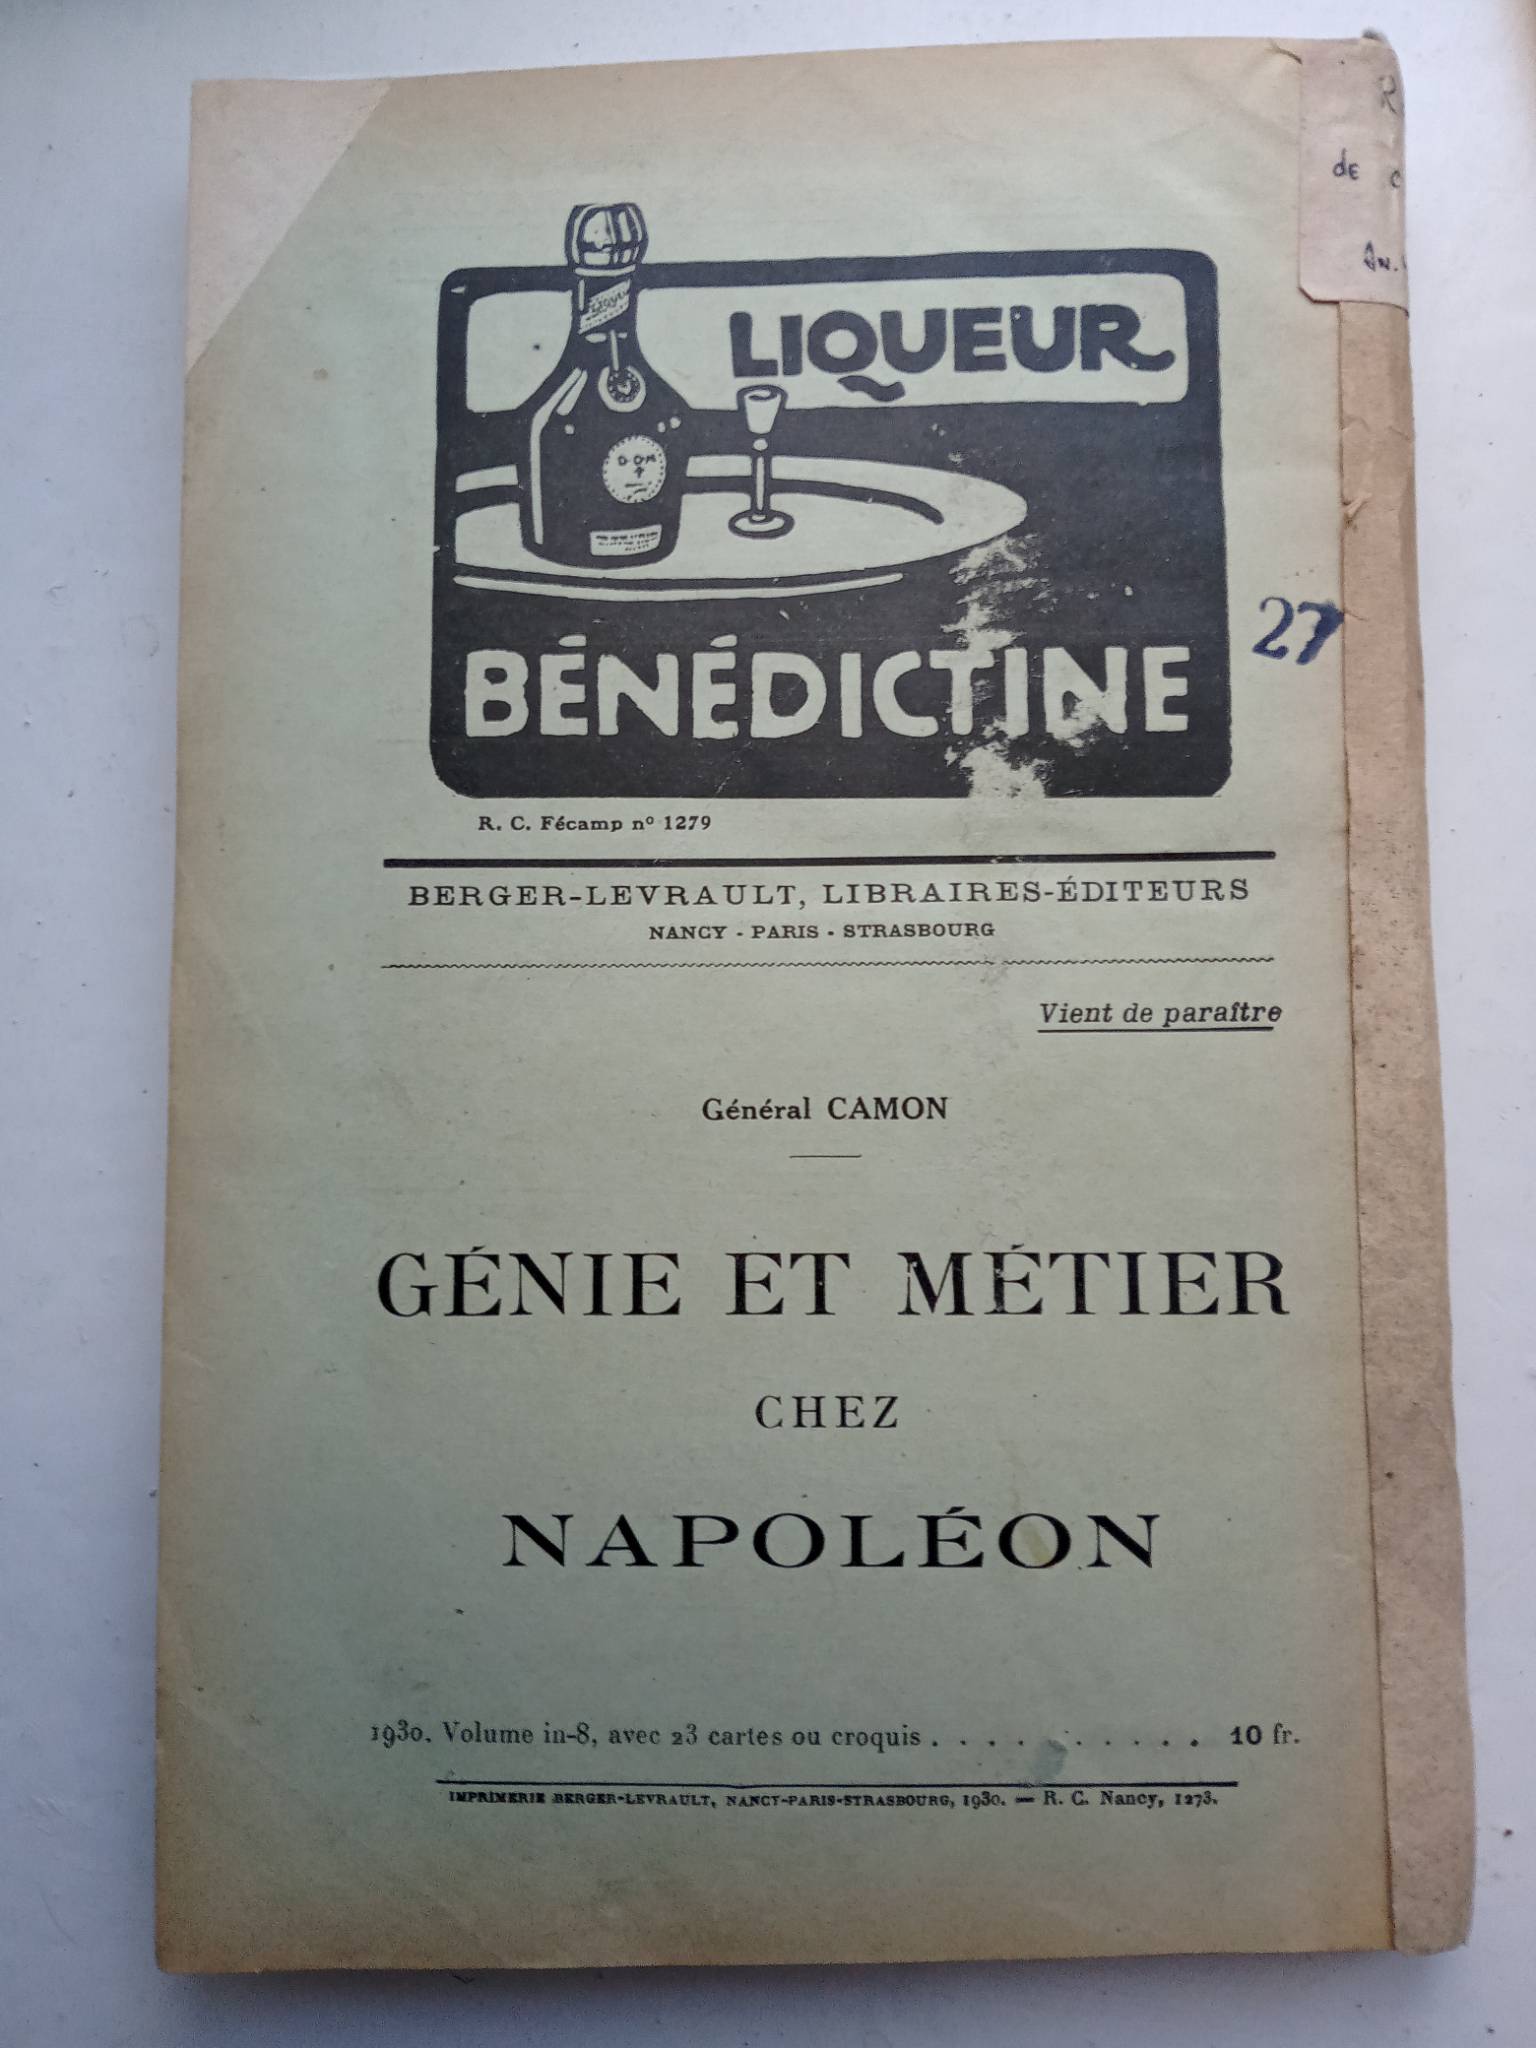 R
de
An.
LIQUEUR
D.O.M
BÉNÉDICTINE
27
R. C. Fécamp nº 1279
BERGER-LEVRAULT, LIBRAIRES-ÉDITEURS
NANCY - PARIS - STRASBOURG
Vient de paraître
Général CAMON
GÉNIE ET MÉTIER
CHEZ
NAPOLÉON
1930. Volume in-8, avec 23 cartes ou croquis . . . . . . . . . . 10 fr.
IMPRIMERIE BERGER-LEVRAULT, NANCY-PARIS-STRASBOURG, 1930. — R. C. Nancy, 1273.